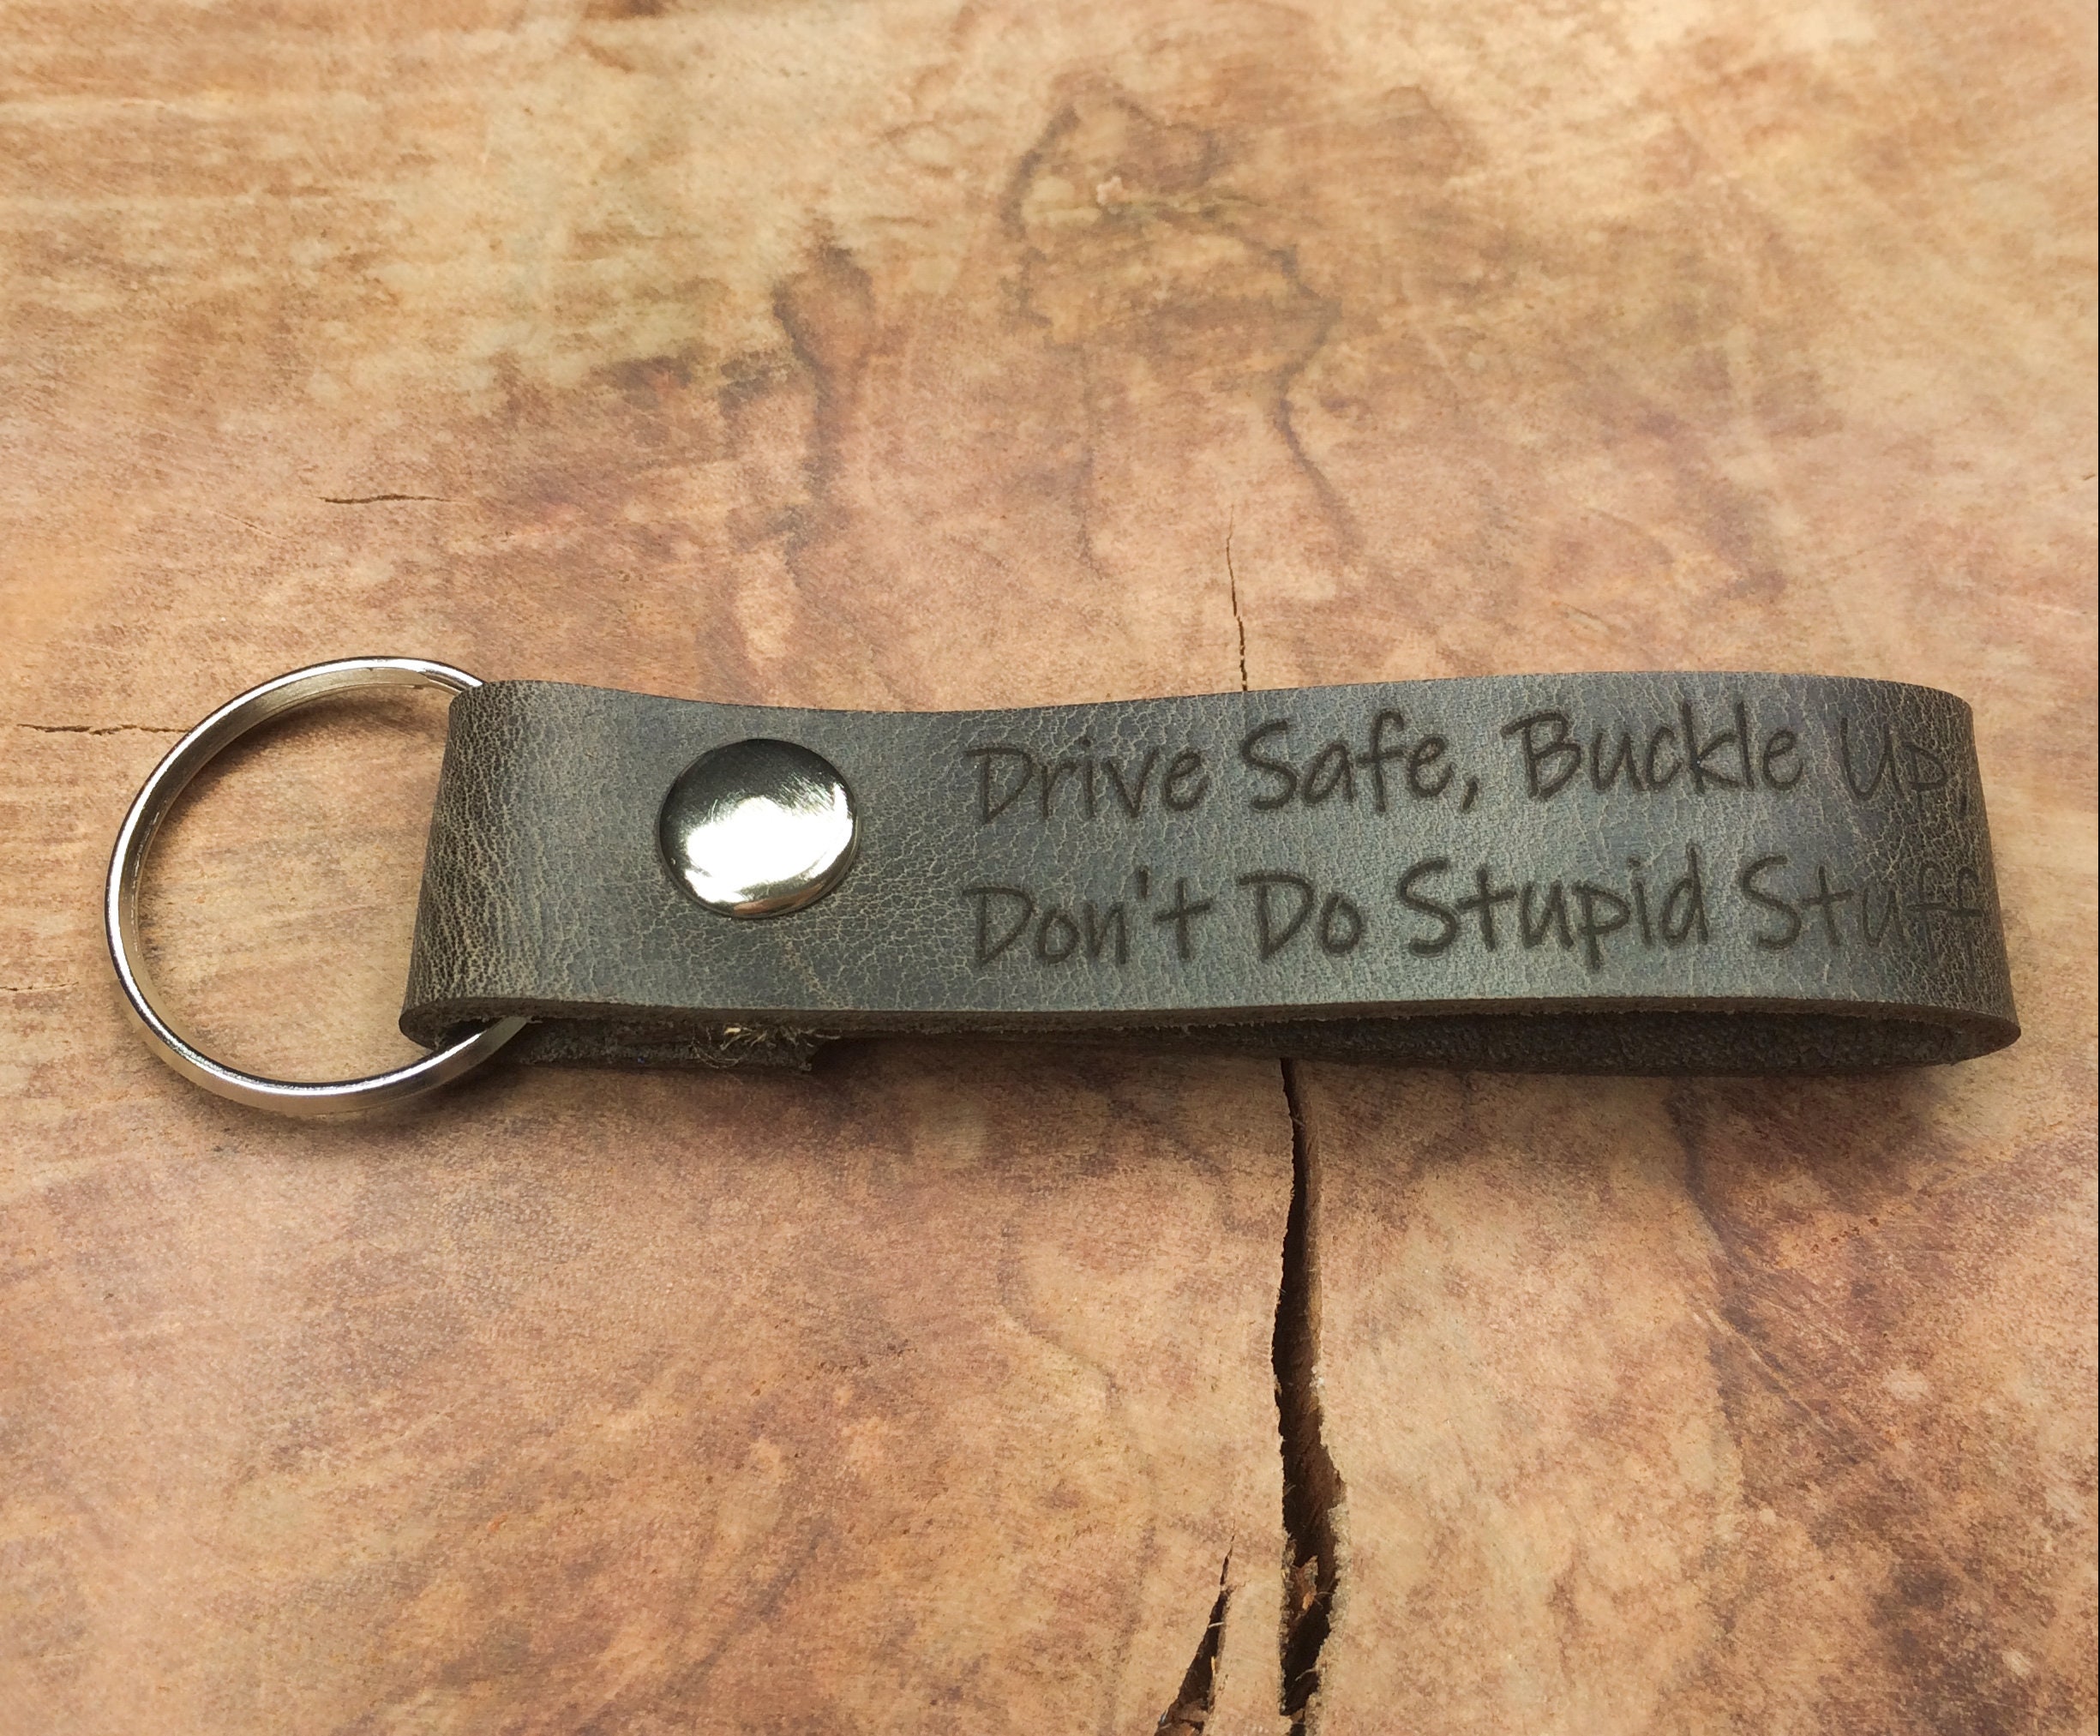 Drive Safe, Buckle Up,
Don't Do Stupid Stuff